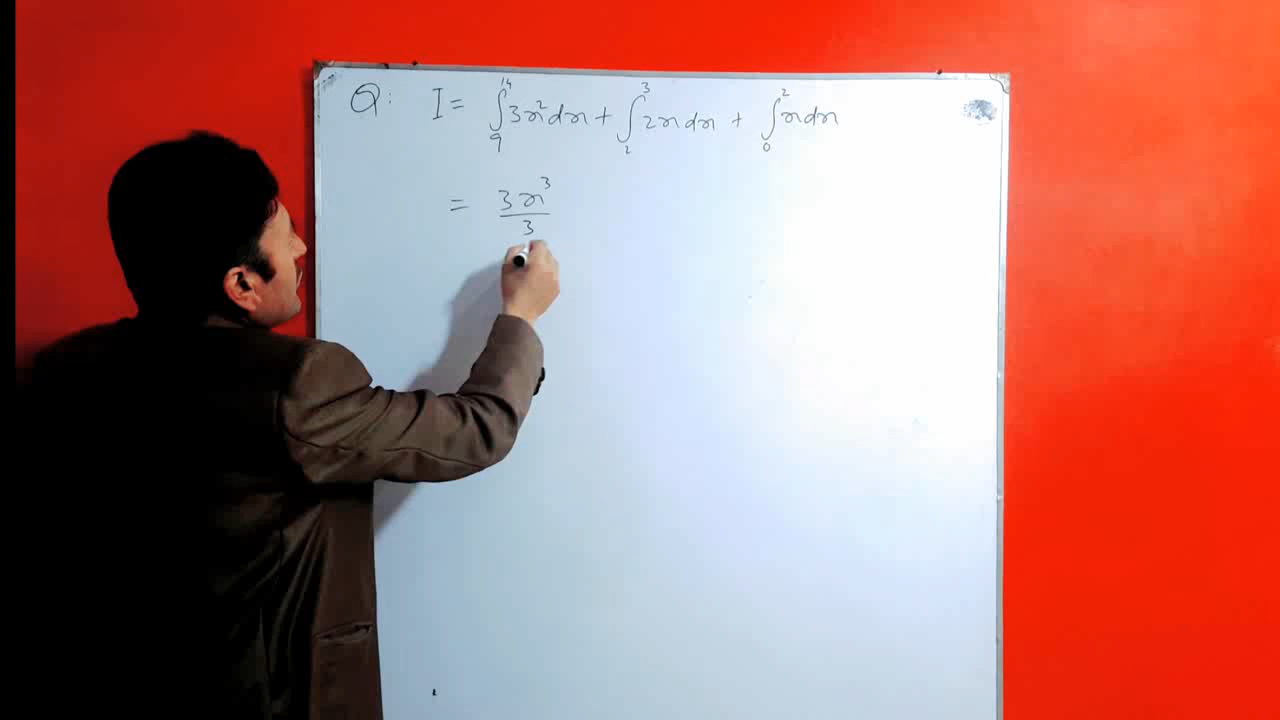 Q: I = ∫₉¹⁴ 3x² dx + ∫₂³ 2x dx + ∫₀² x dx
= 3x³/3